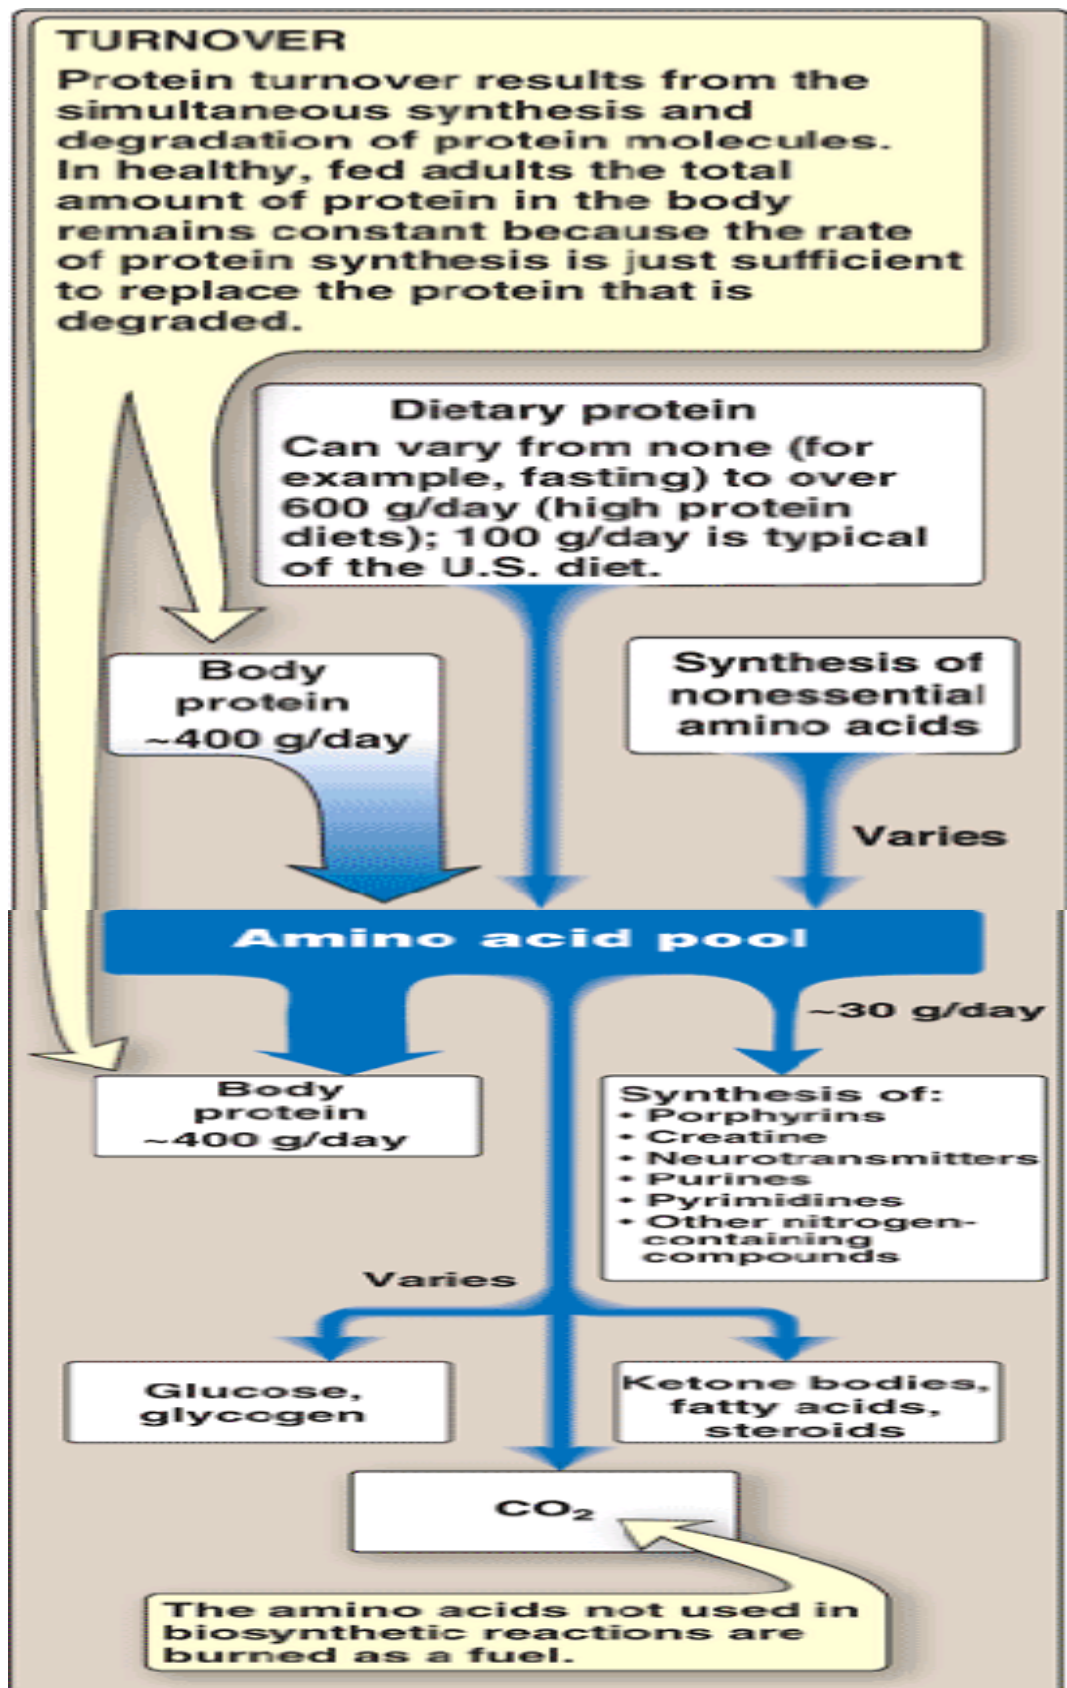 TURNOVER
Protein turnover results from the
simultaneous synthesis and
degradation of protein molecules.
In healthy, fed adults the total
amount of protein in the body
remains constant because the rate
of protein synthesis is just sufficient
to replace the protein that is
degraded.
Dietary protein
Can vary from none (for
example, fasting) to over
600 g/day (high protein
diets); 100 g/day is typical
of the U.S. diet.
Body
protein
~400 g/day
Synthesis of
nonessential
amino acids
Varies
Amino acid pool
~30 g/day
Body
protein
~400 g/day
Synthesis of:
• Porphyrins
• Creatine
• Neurotransmitters
• Purines
• Pyrimidines
• Other nitrogen-
containing
compounds
Varies
Glucose,
glycogen
Ketone bodies,
fatty acids,
steroids
CO₂
The amino acids not used in
biosynthetic reactions are
burned as a fuel.